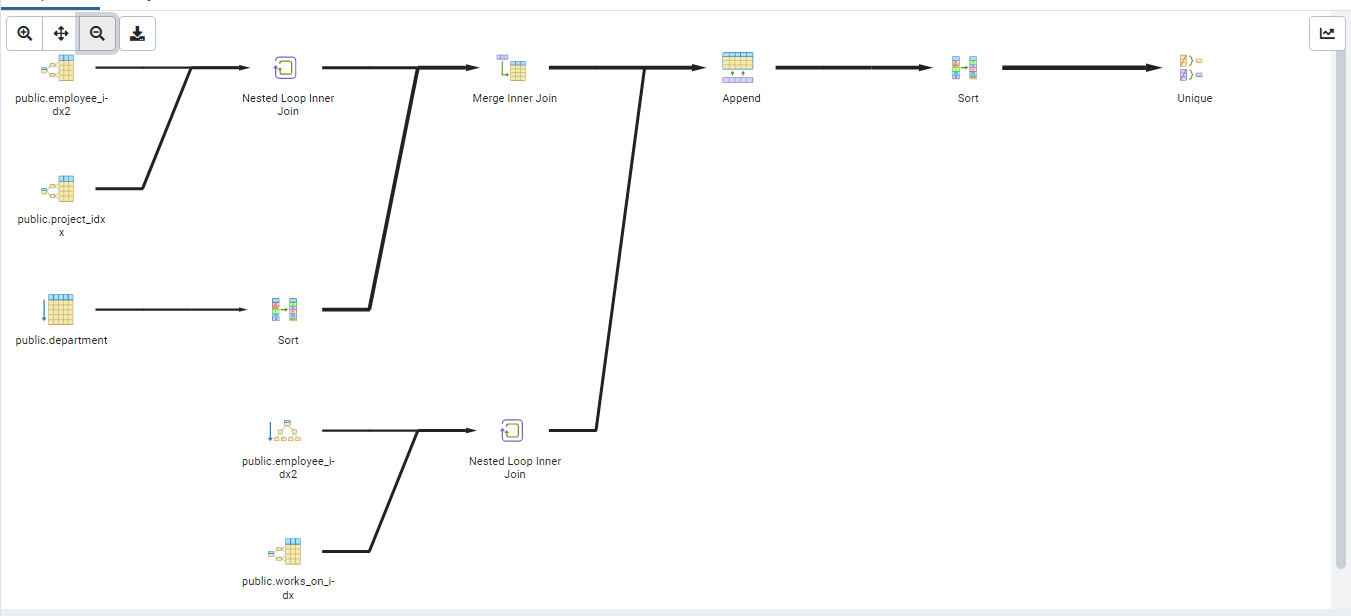 public.employee_i-
dx2
Nested Loop Inner
Join
Merge Inner Join
Append
Sort
Unique
public.project_idx
x
public.department
Sort
public.employee_i-
dx2
Nested Loop Inner
Join
public.works_on_i-
dx